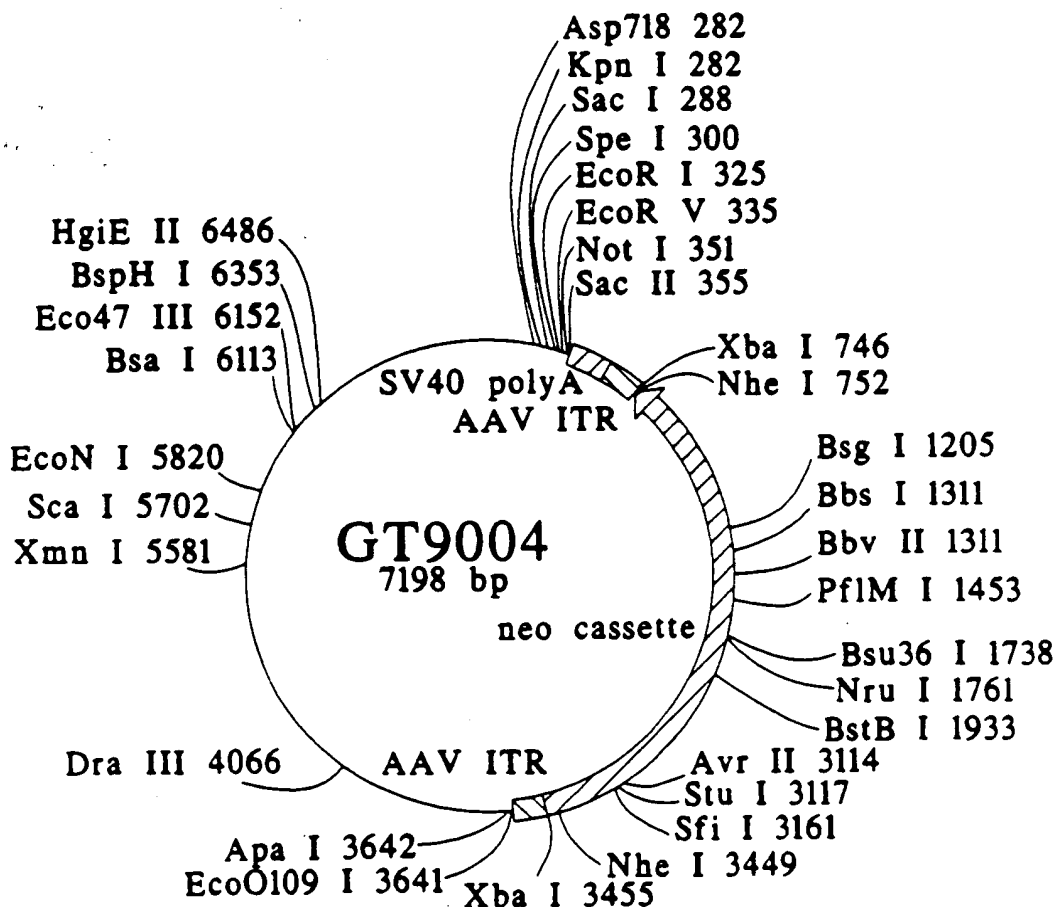 Asp718 282
Kpn I 282
Sac I 288
Spe I 300
EcoR I 325
EcoR V 335
Not I 351
Sac II 355
HgiE II 6486
BspH I 6353
Eco47 III 6152
Bsa I 6113
Xba I 746
Nhe I 752
SV40 polyA
AAV ITR
EcoN I 5820
Sca I 5702
Xmn I 5581
Bsg I 1205
Bbs I 1311
Bbv II 1311
PflM I 1453
GT9004
7198 bp
neo cassette
Bsu36 I 1738
Nru I 1761
BstB I 1933
Dra III 4066
AAV ITR
Avr II 3114
Stu I 3117
Sfi I 3161
Apa I 3642
EcoO109 I 3641
Nhe I 3449
Xba I 3455